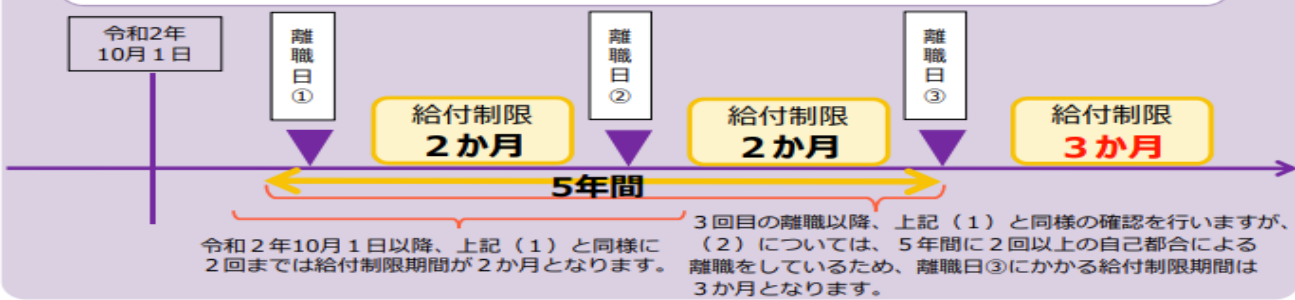 令和2年
10月1日
離職日①
離職日②
離職日③
給付制限
２か月
給付制限
２か月
給付制限
３か月
5年間
令和２年10月１日以降、上記（１）と同様に
２回までは給付制限期間が２か月となります。
３回目の離職以降、上記（１）と同様の確認を行いますが、
（２）については、５年間に２回以上の自己都合による
離職をしているため、離職日③にかかる給付制限期間は
３か月となります。